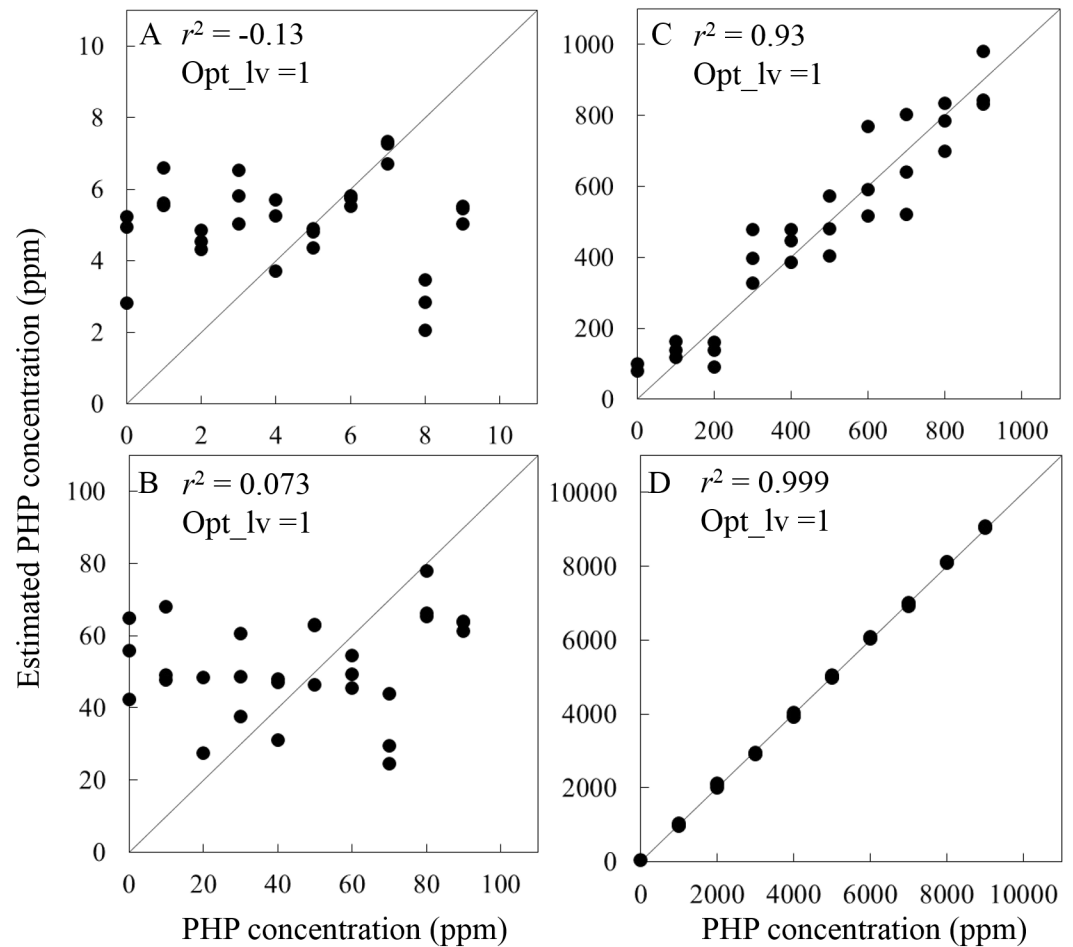 Estimated PHP concentration (ppm)
A r² = -0.13
Opt_lv =1
10
8
6
4
2
0
0 2 4 6 8 10
C r² = 0.93
Opt_lv =1
1000
800
600
400
200
0
0 200 400 600 800 1000
B r² = 0.073
Opt_lv =1
100
80
60
40
20
0
0 20 40 60 80 100
PHP concentration (ppm)
D r² = 0.999
Opt_lv =1
10000
8000
6000
4000
2000
0
0 2000 4000 6000 8000 10000
PHP concentration (ppm)